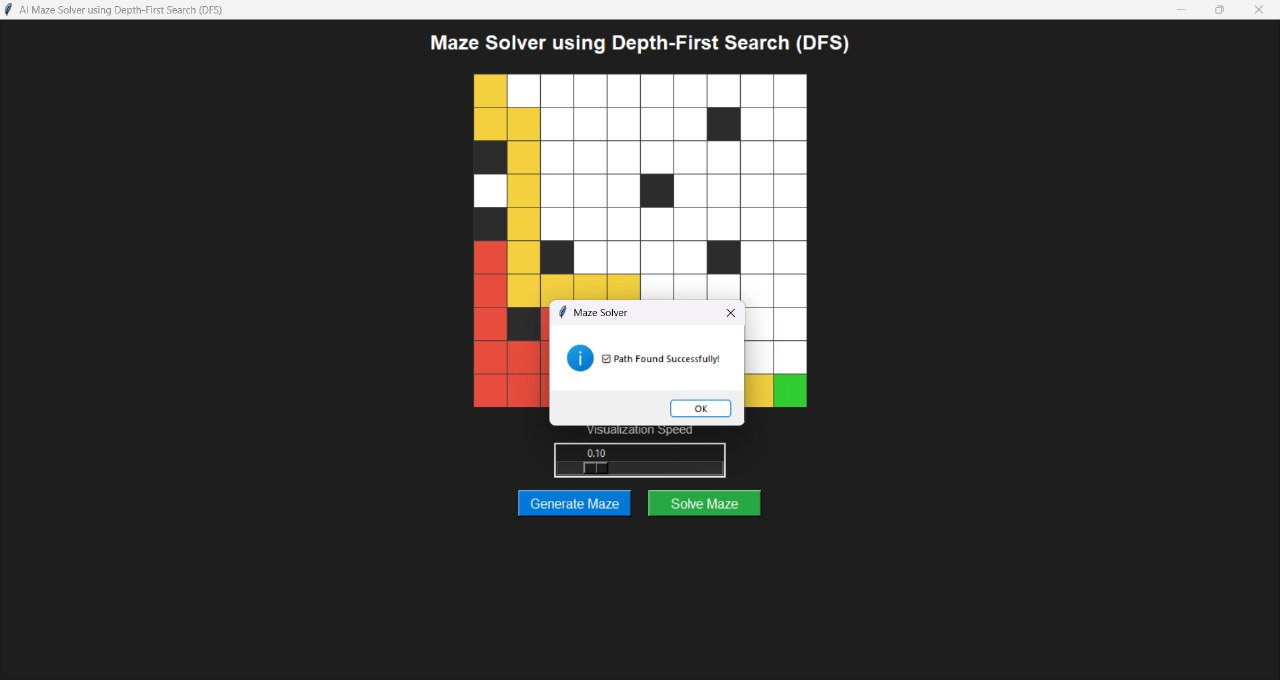 AI Maze Solver using Depth-First Search (DFS)
Maze Solver using Depth-First Search (DFS)
Maze Solver
☑ Path Found Successfully!
OK
Visualization Speed
0.10
Generate Maze
Solve Maze